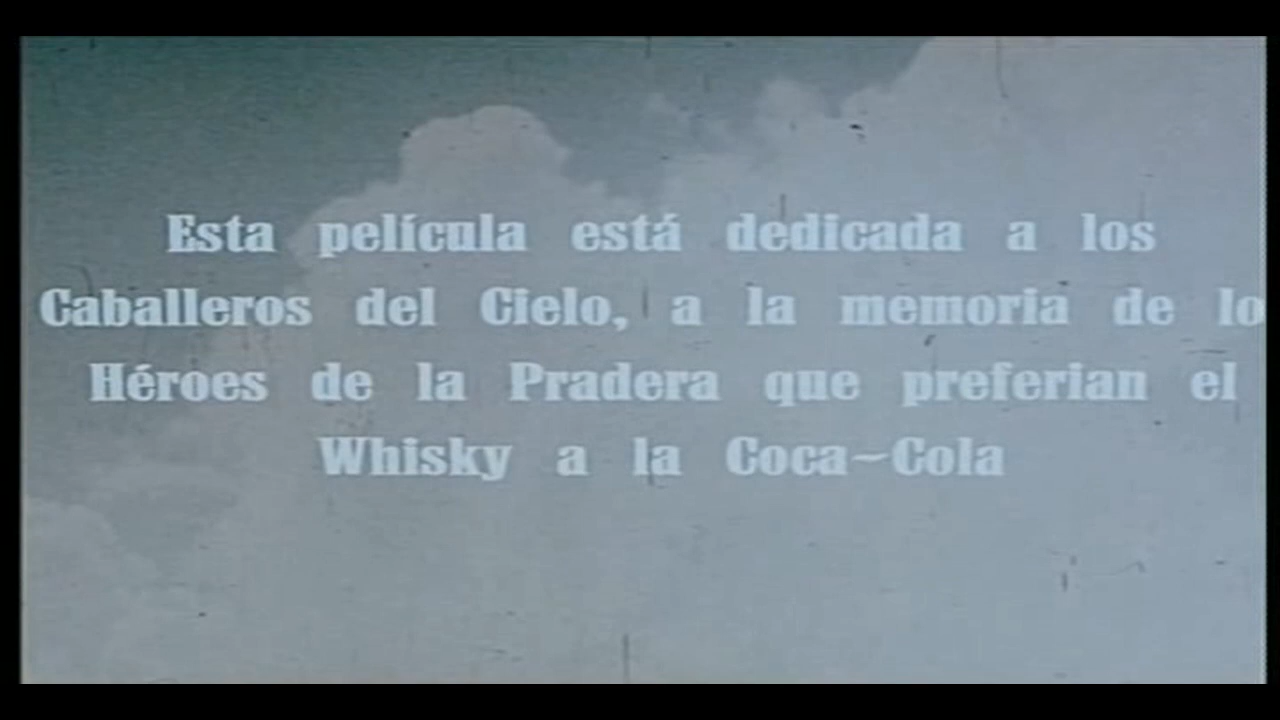 Esta película está dedicada a los
Caballeros del Cielo, a la memoria de lo
Héroes de la Pradera que preferian el
Whisky a la Coca-Cola